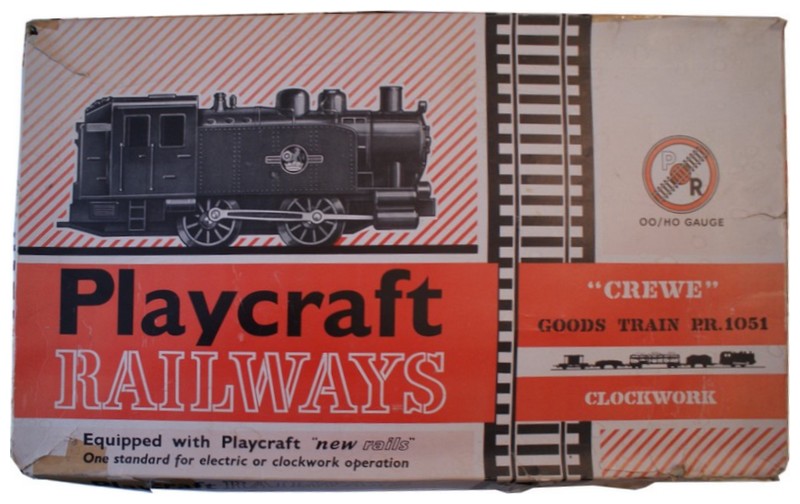 P
R
OO/HO GAUGE
Playcraft
RAILWAYS
"CREWE"
GOODS TRAIN P.R.1051
CLOCKWORK
Equipped with Playcraft "new rails"
One standard for electric or clockwork operation